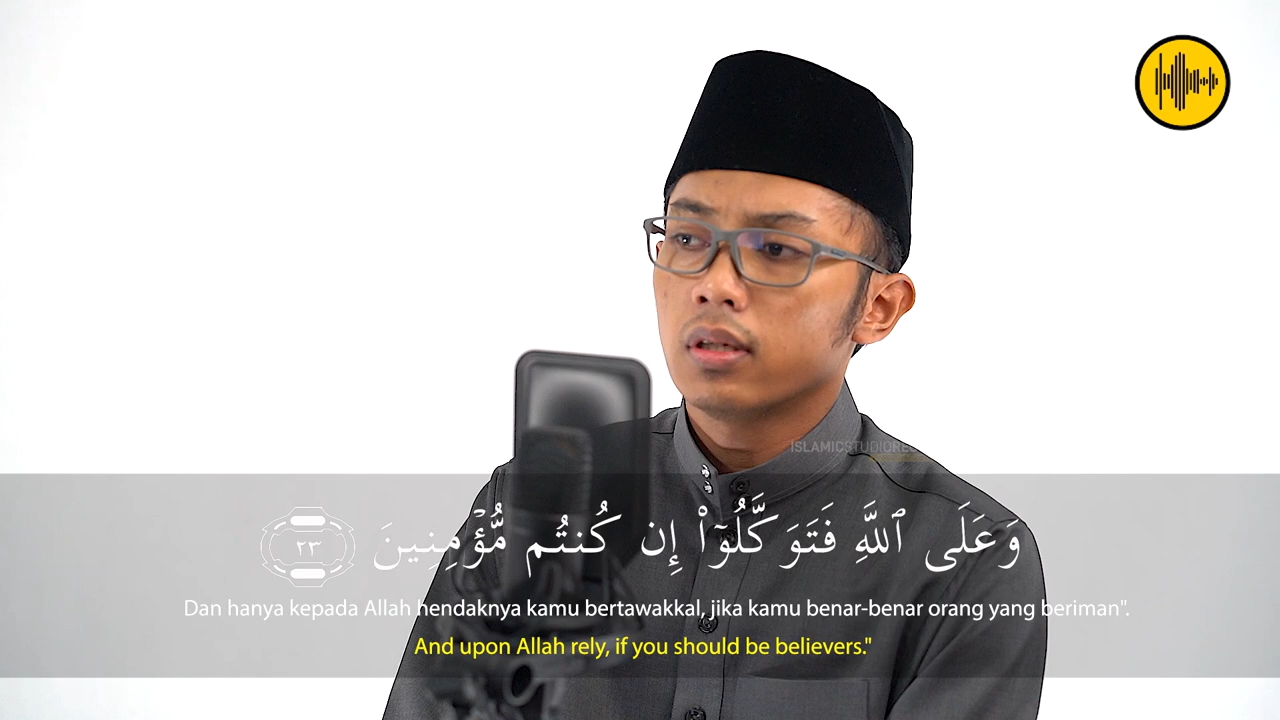 ISLAMICSTUDIOREC
وَعَلَى ٱللَّهِ فَتَوَكَّلُوٓا۟ إِن كُنتُم مُّؤْمِنِينَ ٢٣
Dan hanya kepada Allah hendaknya kamu bertawakkal, jika kamu benar-benar orang yang beriman".
And upon Allah rely, if you should be believers."